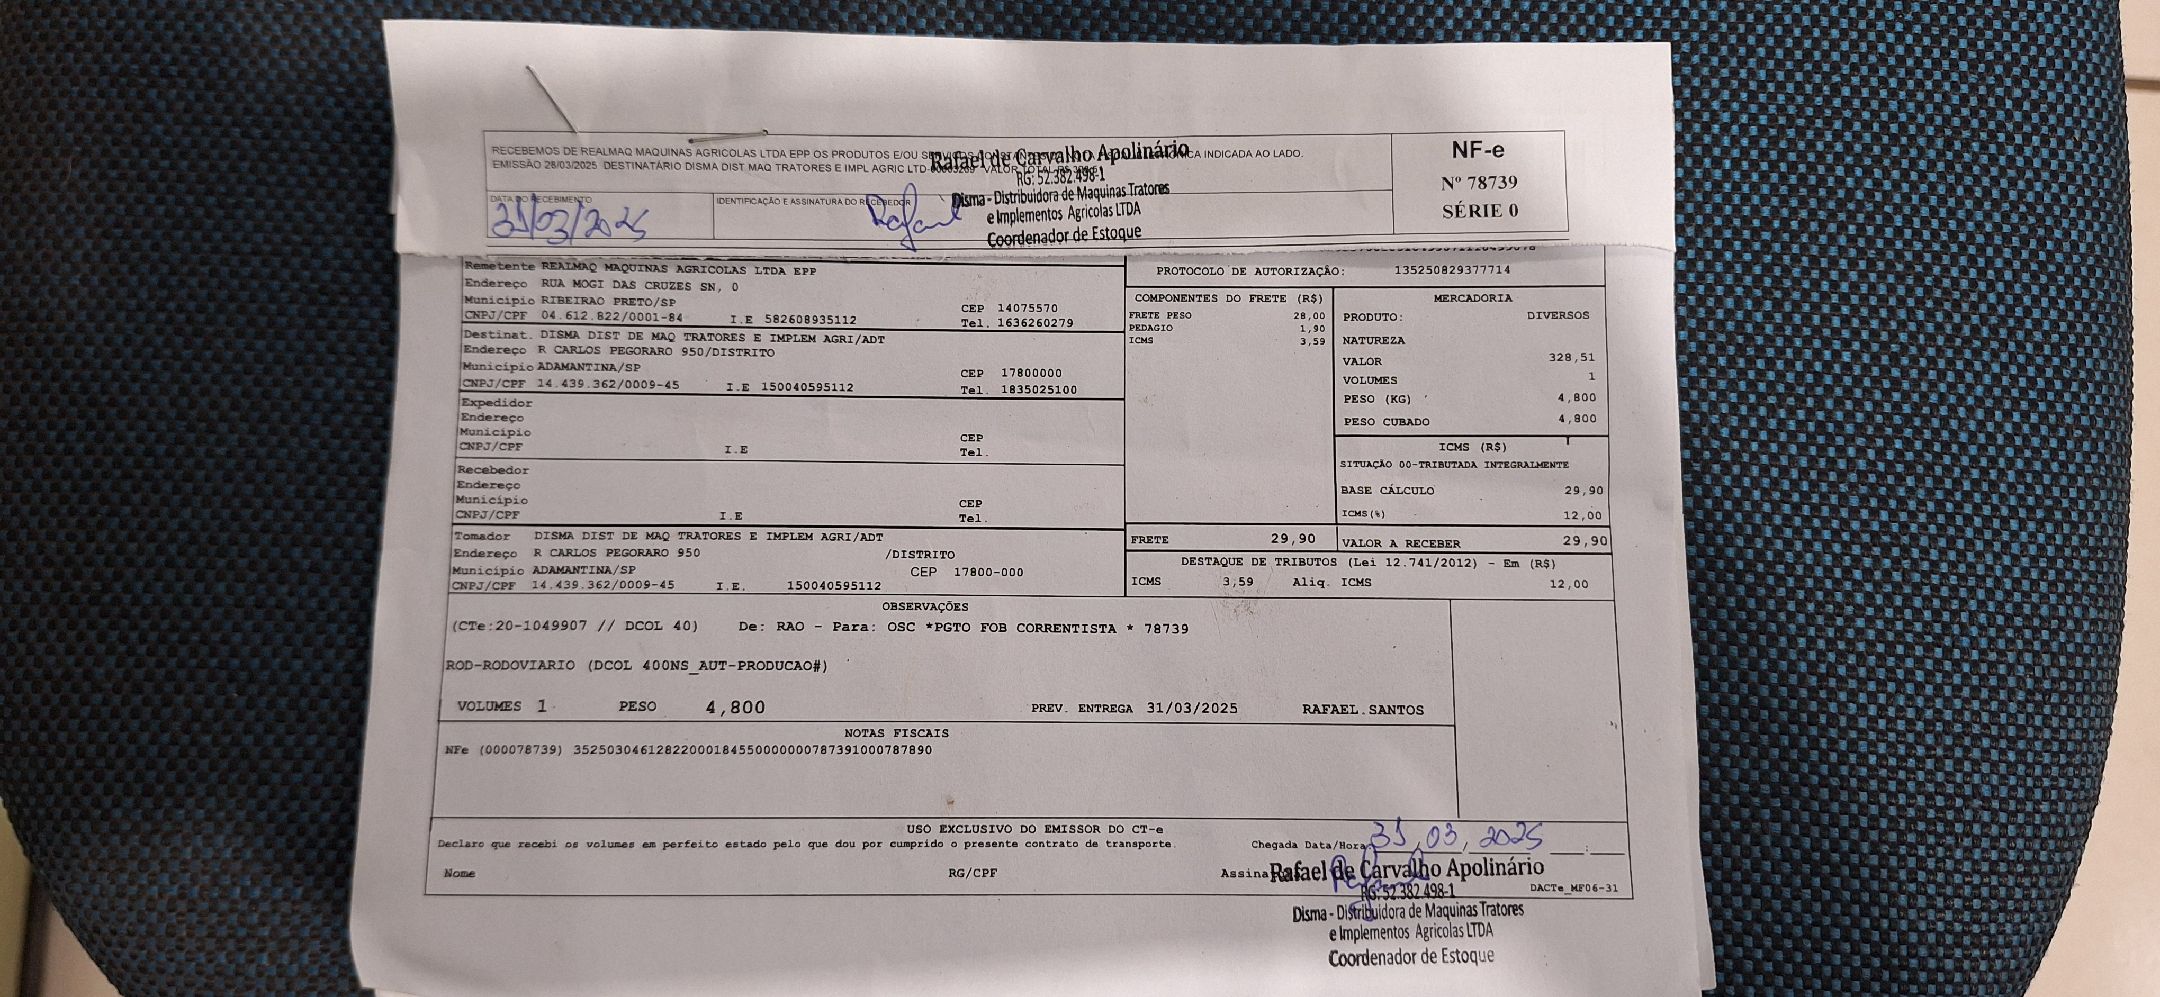 RECEBEMOS DE REALMAQ MAQUINAS AGRICOLAS LTDA EPP OS PRODUTOS E/OU INDICADA AO LADO.
EMISSÃO 28/03/2025 DESTINATÁRIO DISMA DIST MAQ TRATORES E IMPL AGRIC LTD
Rafael de Carvalho Apolinário
RG: 52.382.498-1
Disma - Distribuidora de Maquinas Tratores
e Implementos Agricolas LTDA
Coordenador de Estoque
DATA DO RECEBIMENTO
31/03/2025
IDENTIFICAÇÃO E ASSINATURA DO RECEBEDOR
Rafael
NF-e
Nº 78739
SÉRIE 0
Remetente REALMAQ MAQUINAS AGRICOLAS LTDA EPP
Endereço RUA MOGI DAS CRUZES SN, 0
Município RIBEIRAO PRETO/SP CEP 14075570
CNPJ/CPF 04.612.822/0001-84 I.E 582608935112 Tel. 1636260279
Destinat. DISMA DIST DE MAQ TRATORES E IMPLEM AGRI/ADT
Endereço R CARLOS PEGORARO 950/DISTRITO
Município ADAMANTINA/SP CEP 17800000
CNPJ/CPF 14.439.362/0009-45 I.E 150040595112 Tel. 1835025100
Expedidor
Endereço
Município CEP
CNPJ/CPF I.E Tel.
Recebedor
Endereço
Município CEP
CNPJ/CPF I.E Tel.
Tomador DISMA DIST DE MAQ TRATORES E IMPLEM AGRI/ADT
Endereço R CARLOS PEGORARO 950 /DISTRITO
Município ADAMANTINA/SP CEP 17800-000
CNPJ/CPF 14.439.362/0009-45 I.E. 150040595112
PROTOCOLO DE AUTORIZAÇÃO: 135250829377714
COMPONENTES DO FRETE (R$)
FRETE PESO 28,00
PEDAGIO 1,90
ICMS 3,59
MERCADORIA
PRODUTO: DIVERSOS
NATUREZA
VALOR 328,51
VOLUMES 1
PESO (KG) 4,800
PESO CUBADO 4,800
ICMS (R$)
SITUAÇÃO 00-TRIBUTADA INTEGRALMENTE
BASE CÁLCULO 29,90
ICMS(%) 12,00
FRETE 29,90 VALOR A RECEBER 29,90
DESTAQUE DE TRIBUTOS (Lei 12.741/2012) - Em (R$)
ICMS 3,59 Aliq. ICMS 12,00
OBSERVAÇÕES
(CTe:20-1049907 // DCOL 40) De: RAO - Para: OSC *PGTO FOB CORRENTISTA * 78739
ROD-RODOVIARIO (DCOL 400NS_AUT-PRODUCAO#)
VOLUMES 1 PESO 4,800 PREV. ENTREGA 31/03/2025 RAFAEL.SANTOS
NOTAS FISCAIS
NFe (000078739) 35250304612822000184550000000787391000787890
USO EXCLUSIVO DO EMISSOR DO CT-e
Declaro que recebi os volumes em perfeito estado pelo que dou por cumprido o presente contrato de transporte.
Chegada Data/Hora 31/03/2025 :
Nome RG/CPF Assina
DACTe_MF06-31
Rafael de Carvalho Apolinário
RG: 52.382.498-1
Disma - Distribuidora de Maquinas Tratores
e Implementos Agricolas LTDA
Coordenador de Estoque